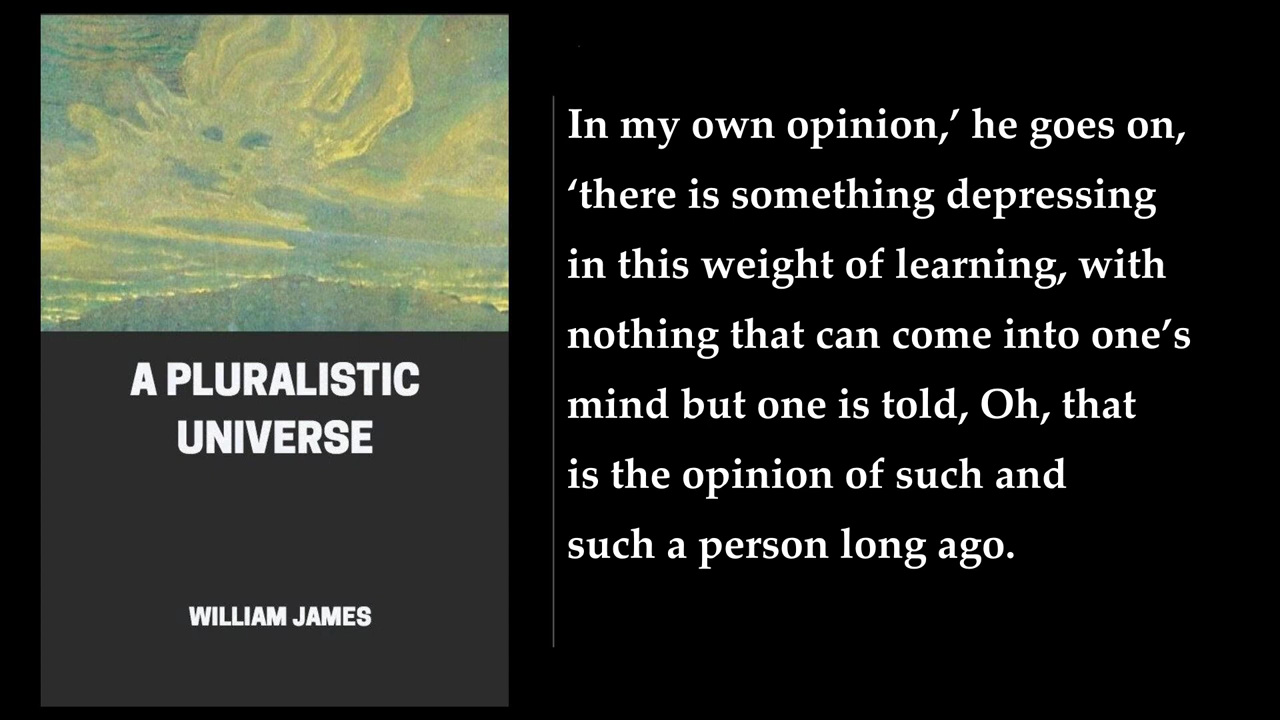 A PLURALISTIC
UNIVERSE
WILLIAM JAMES
In my own opinion,’ he goes on,
‘there is something depressing
in this weight of learning, with
nothing that can come into one’s
mind but one is told, Oh, that
is the opinion of such and
such a person long ago.